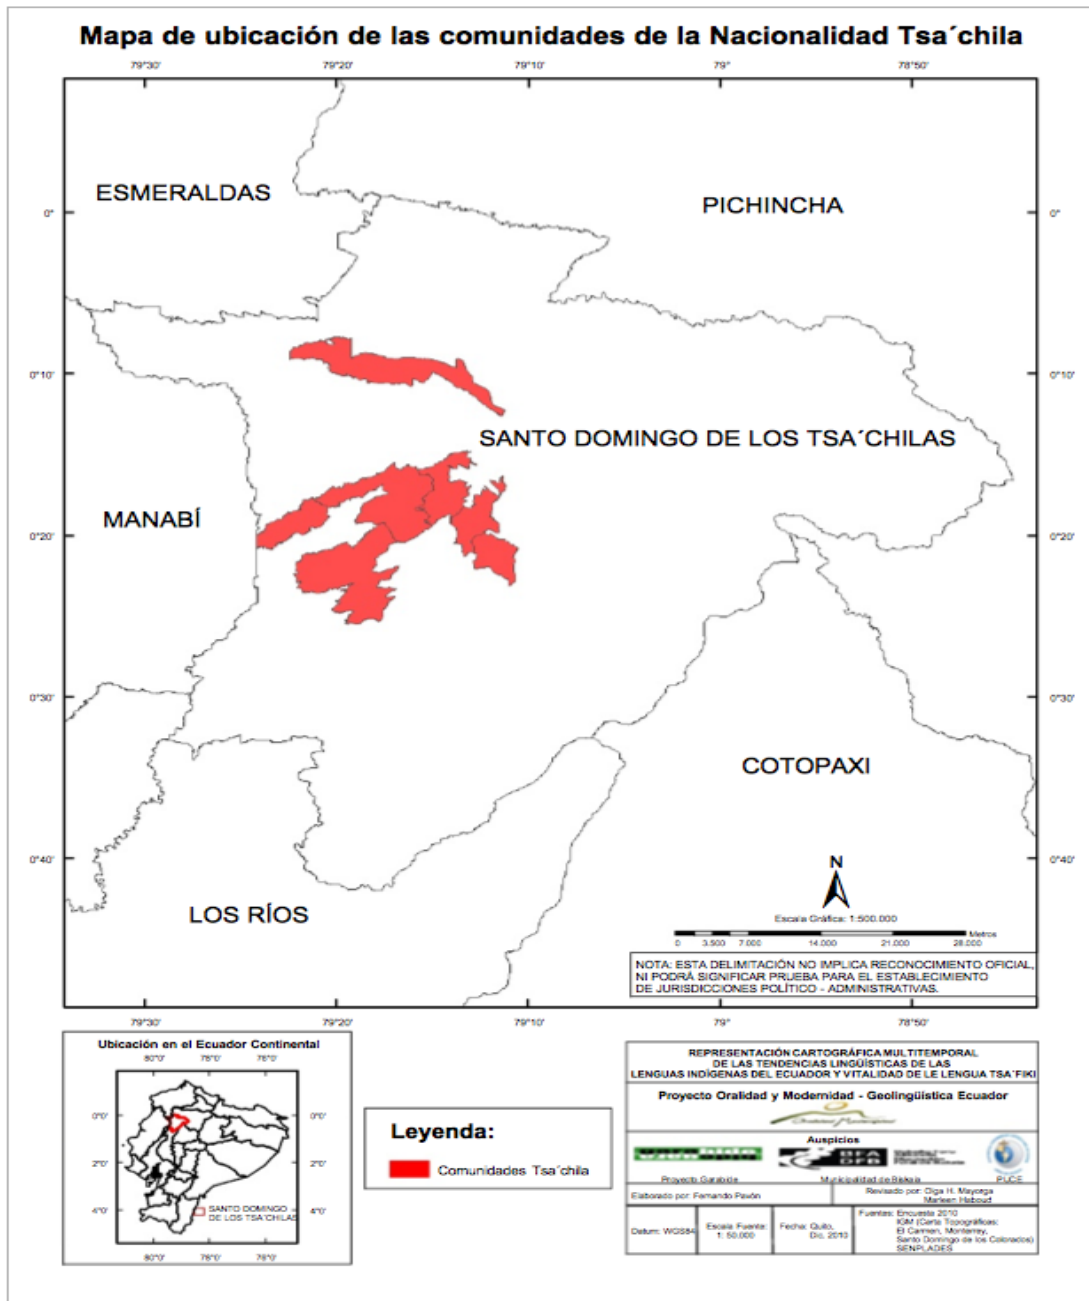 Mapa de ubicación de las comunidades de la Nacionalidad Tsa´chila
79°30' 79°20' 79°10' 79° 78°50'
ESMERALDAS
PICHINCHA
0° 0°
0°10' 0°10'
SANTO DOMINGO DE LOS TSA´CHILAS
MANABÍ
0°20' 0°20'
0°30' 0°30'
COTOPAXI
0°40' 0°40'
LOS RÍOS
N
Escala Gráfica: 1:500.000
Metros
0 3.500 7.000 14.000 21.000 28.000
NOTA: ESTA DELIMITACIÓN NO IMPLICA RECONOCIMIENTO OFICIAL,
NI PODRÁ SIGNIFICAR PRUEBA PARA EL ESTABLECIMIENTO
DE JURISDICCIONES POLÍTICO - ADMINISTRATIVAS.
79°30' 79°20' 79°10' 79° 78°50'
Ubicación en el Ecuador Continental
80°0' 78°0' 76°0'
0°0' 0°0'
2°0' 2°0'
4°0' 4°0'
SANTO DOMINGO
DE LOS TSA´CHILAS
80°0' 78°0' 76°0'
Leyenda:
Comunidades Tsa´chila
REPRESENTACIÓN CARTOGRÁFICA MULTITEMPORAL
DE LAS TENDENCIAS LINGÜÍSTICAS DE LAS
LENGUAS INDÍGENAS DEL ECUADOR Y VITALIDAD DE LE LENGUA TSA´FIKI
Proyecto Oralidad y Modernidad - Geolingüística Ecuador
Auspicios
BFA
DFB
Proyecto Garabide
Municipalidad de Biskaia
PUCE
Elaborado por: Fernando Pavón
Revisado por: Olga H. Mayorga
Marleen Haboud
Datum: WGS84
Escala Fuente:
1: 50.000
Fecha: Quito,
Dic, 2010
Fuentes: Encuesta 2010
IGM (Carta Topográficas:
El Carmen, Monterrey,
Santo Domingo de los Colorados)
SENPLADES